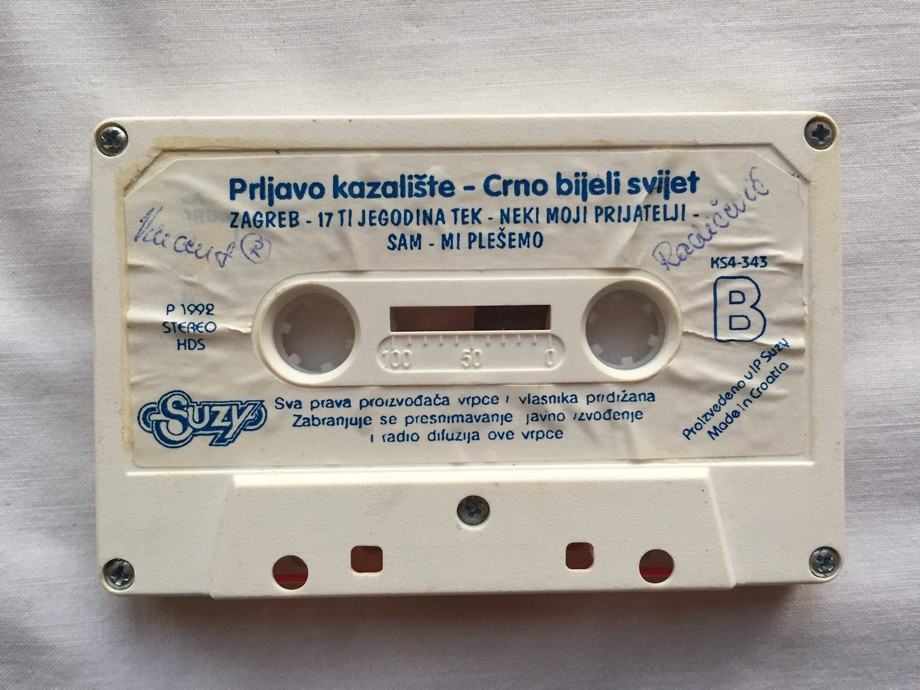 Prljavo kazalište - Crno bijeli svijet
ZAGREB - 17 TI JEGODINA TEK - NEKI MOJI PRIJATELJI -
SAM - MI PLEŠEMO
Radičević
KS4-343
B
P 1992
STEREO
HDS
100 50 0
SUZY
Sva prava proizvođača vrpce i vlasnika pridržana
Zabranjuje se presnimavanje javno izvođenje
i radio difuzija ove vrpce
Proizvedeno u IP Suzy
Made in Croatia